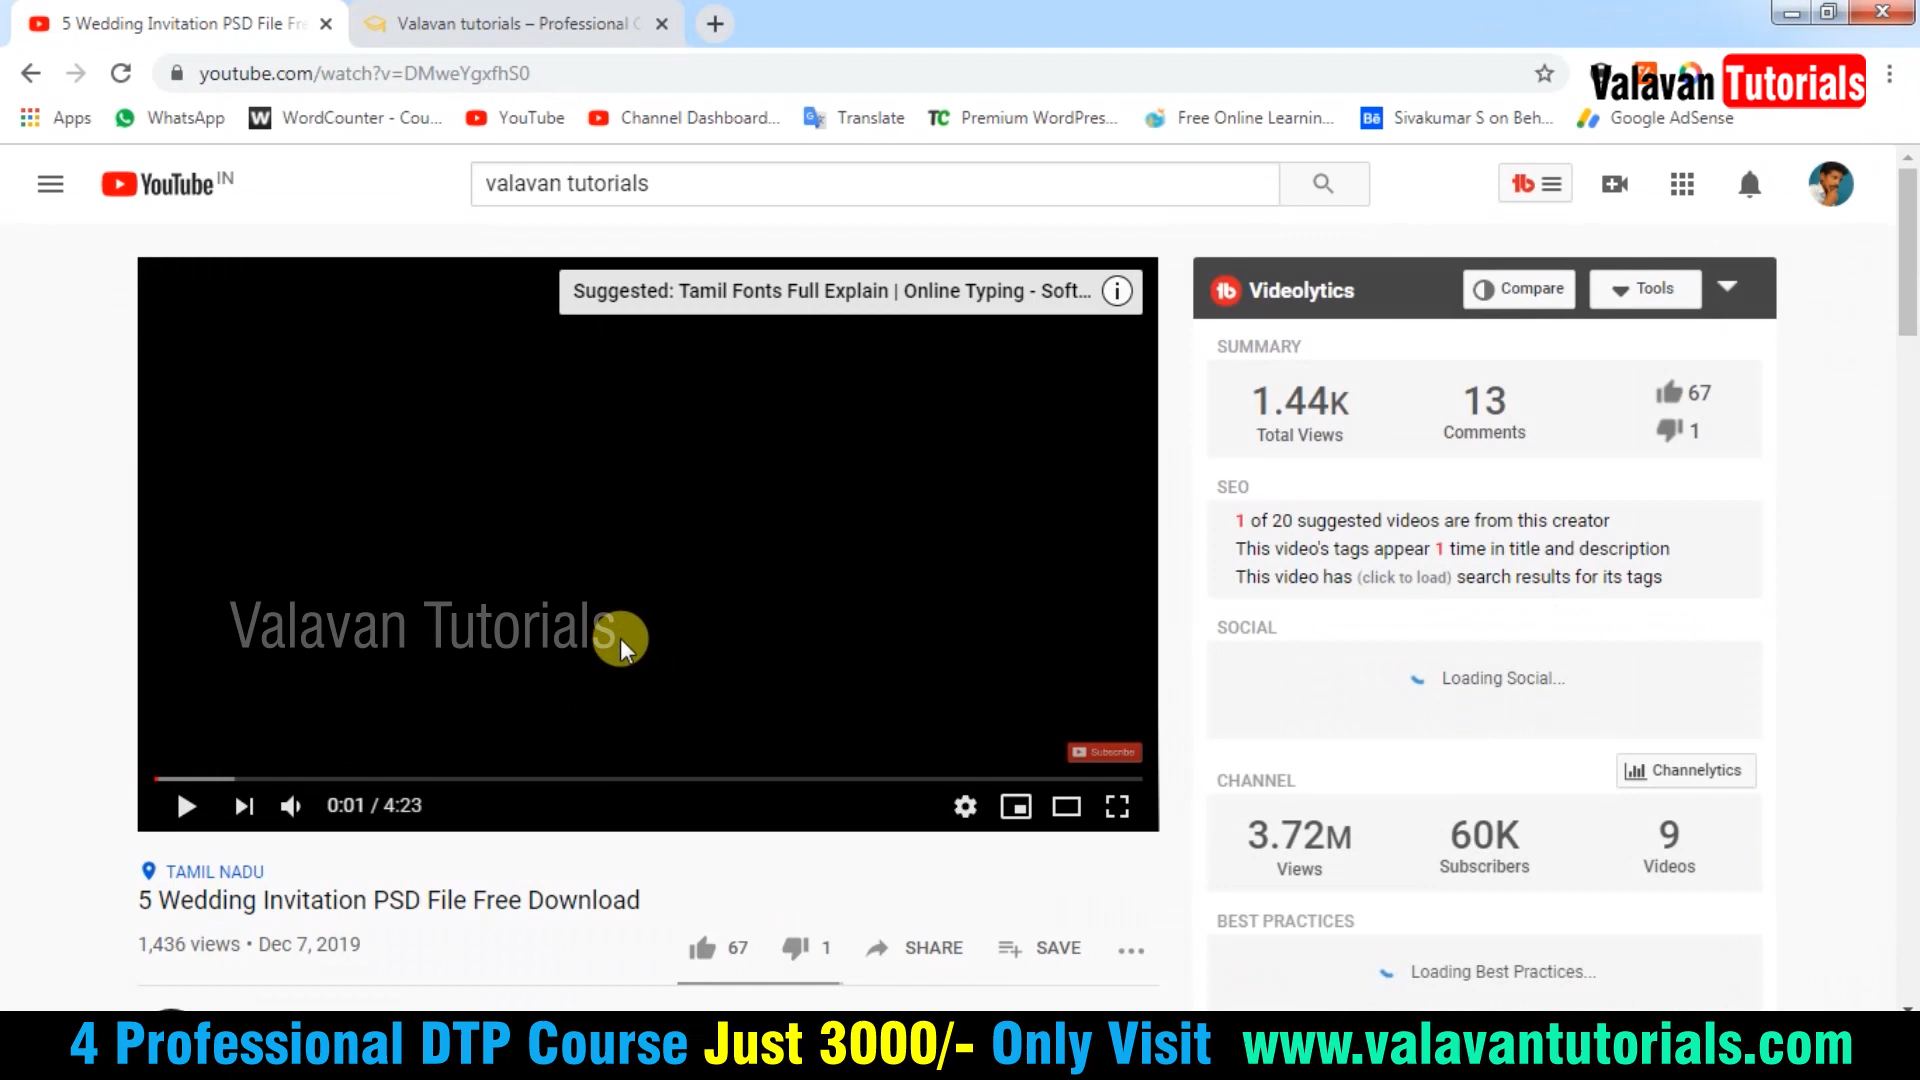 5 Wedding Invitation PSD File Fre
Valavan tutorials – Professional C
youtube.com/watch?v=DMweYgxfhS0
Valavan Tutorials
Apps
WhatsApp
WordCounter - Cou...
YouTube
Channel Dashboard...
Translate
Premium WordPres...
Free Online Learnin...
Sivakumar S on Beh...
Google AdSense
YouTube IN
valavan tutorials
Suggested: Tamil Fonts Full Explain | Online Typing - Soft...
Valavan Tutorials
Subscribe
0:01 / 4:23
TAMIL NADU
5 Wedding Invitation PSD File Free Download
1,436 views • Dec 7, 2019
67
1
SHARE
SAVE
Videolytics
Compare
Tools
SUMMARY
1.44K
Total Views
13
Comments
67
1
SEO
1 of 20 suggested videos are from this creator
This video's tags appear 1 time in title and description
This video has (click to load) search results for its tags
SOCIAL
Loading Social...
CHANNEL
Channelytics
3.72M
Views
60K
Subscribers
9
Videos
BEST PRACTICES
Loading Best Practices...
4 Professional DTP Course Just 3000/- Only Visit www.valavantutorials.com